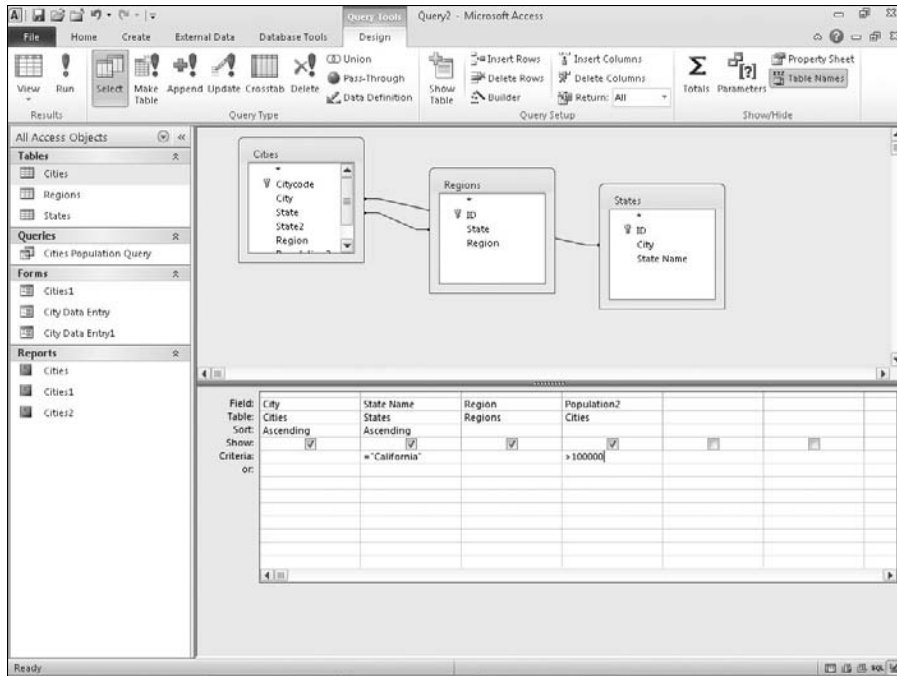 A
Query Tools
Query2 - Microsoft Access
File Home Create External Data Database Tools Design
View
Run
Select
Make Table
Append
Update
Crosstab
Delete
Union
Pass-Through
Data Definition
Show Table
Insert Rows
Delete Rows
Builder
Insert Columns
Delete Columns
Return: All
Totals
Parameters
Property Sheet
Table Names
Results Query Type Query Setup Show/Hide
All Access Objects
Tables
Cities
Regions
States
Queries
Cities Population Query
Forms
Cities1
City Data Entry
City Data Entry1
Reports
Cities
Cities1
Cities2
Cities
*
Citycode
City
State
State2
Region
Regions
*
ID
State
Region
States
*
ID
City
State Name
Field: City State Name Region Population2
Table: Cities States Regions Cities
Sort: Ascending Ascending
Show:
Criteria: ="California" >100000
or:
Ready
SQL